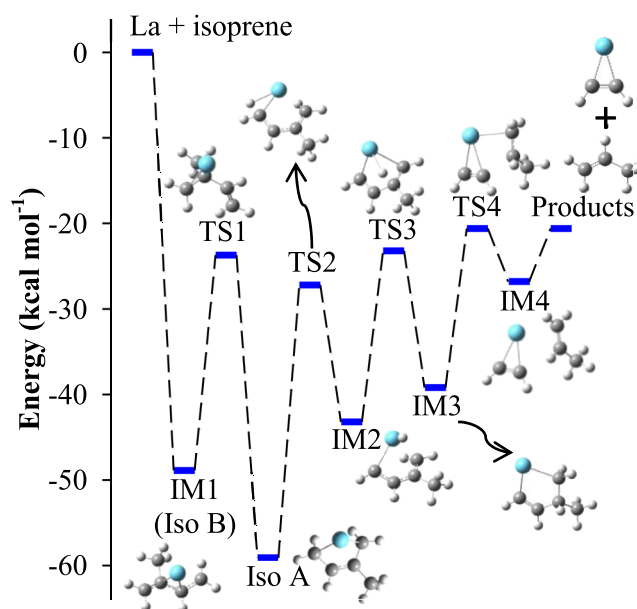 La + isoprene
0
-10
-20
-30
-40
-50
-60
Energy (kcal mol-1)
TS1
TS2
TS3
TS4
Products
+
IM1
(Iso B)
Iso A
IM2
IM3
IM4